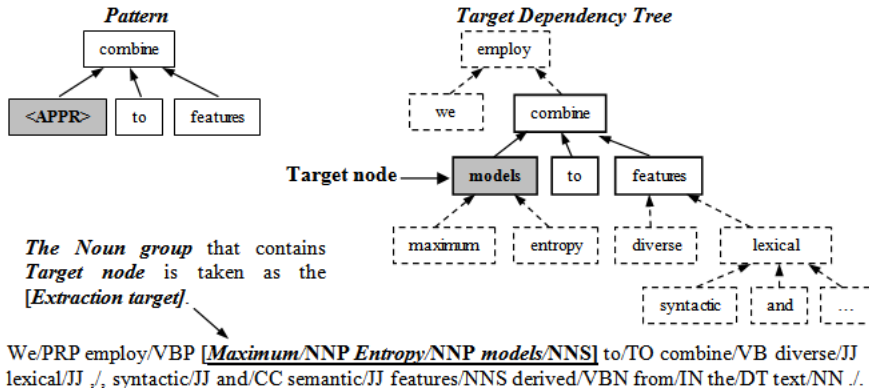 Pattern
combine
<APPR> to features
Target Dependency Tree
employ
we combine
Target node models to features
maximum entropy diverse lexical
syntactic and ...
The Noun group that contains
Target node is taken as the
[Extraction target].
We/PRP employ/VBP [Maximum/NNP Entropy/NNP models/NNS] to/TO combine/VB diverse/JJ
lexical/JJ ,/, syntactic/JJ and/CC semantic/JJ features/NNS derived/VBN from/IN the/DT text/NN ./.